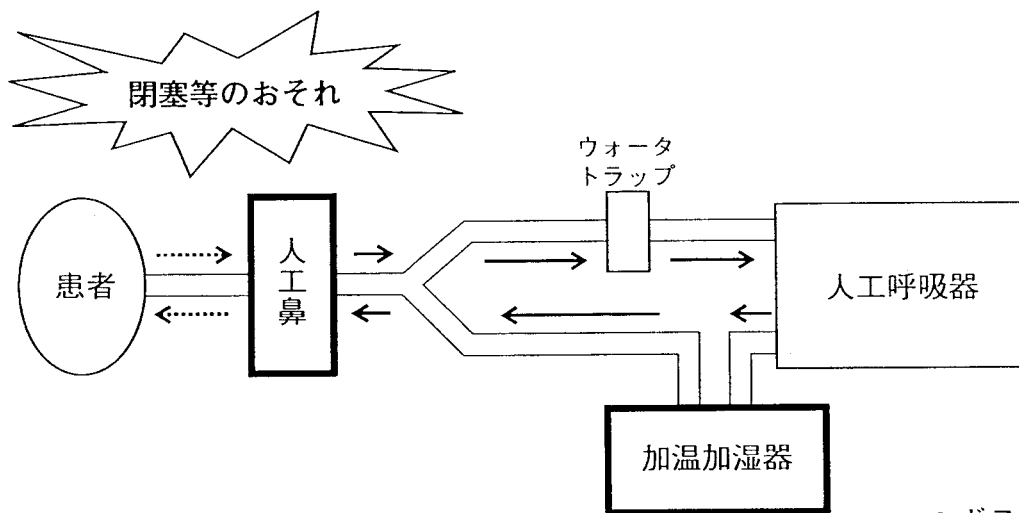 閉塞等のおそれ
ウォータ
トラップ
患者
人工鼻
人工呼吸器
加温加湿器